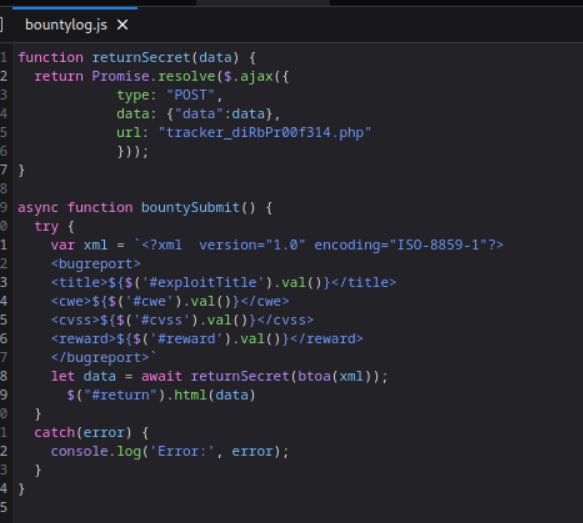 bountylog.js ×
1 function returnSecret(data) {
2 return Promise.resolve($.ajax({
3 type: "POST",
4 data: {"data":data},
5 url: "tracker_diRbPr00f314.php"
6 }));
7 }
8
9 async function bountySubmit() {
0 try {
1 var xml = `<?xml  version="1.0" encoding="ISO-8859-1"?>
2 <bugreport>
3 <title>${$('#exploitTitle').val()}</title>
4 <cwe>${$('#cwe').val()}</cwe>
5 <cvss>${$('#cvss').val()}</cvss>
6 <reward>${$('#reward').val()}</reward>
7 </bugreport>`
8 let data = await returnSecret(btoa(xml));
9 $("#return").html(data)
0 }
1 catch(error) {
2 console.log('Error:', error);
3 }
4 }
5